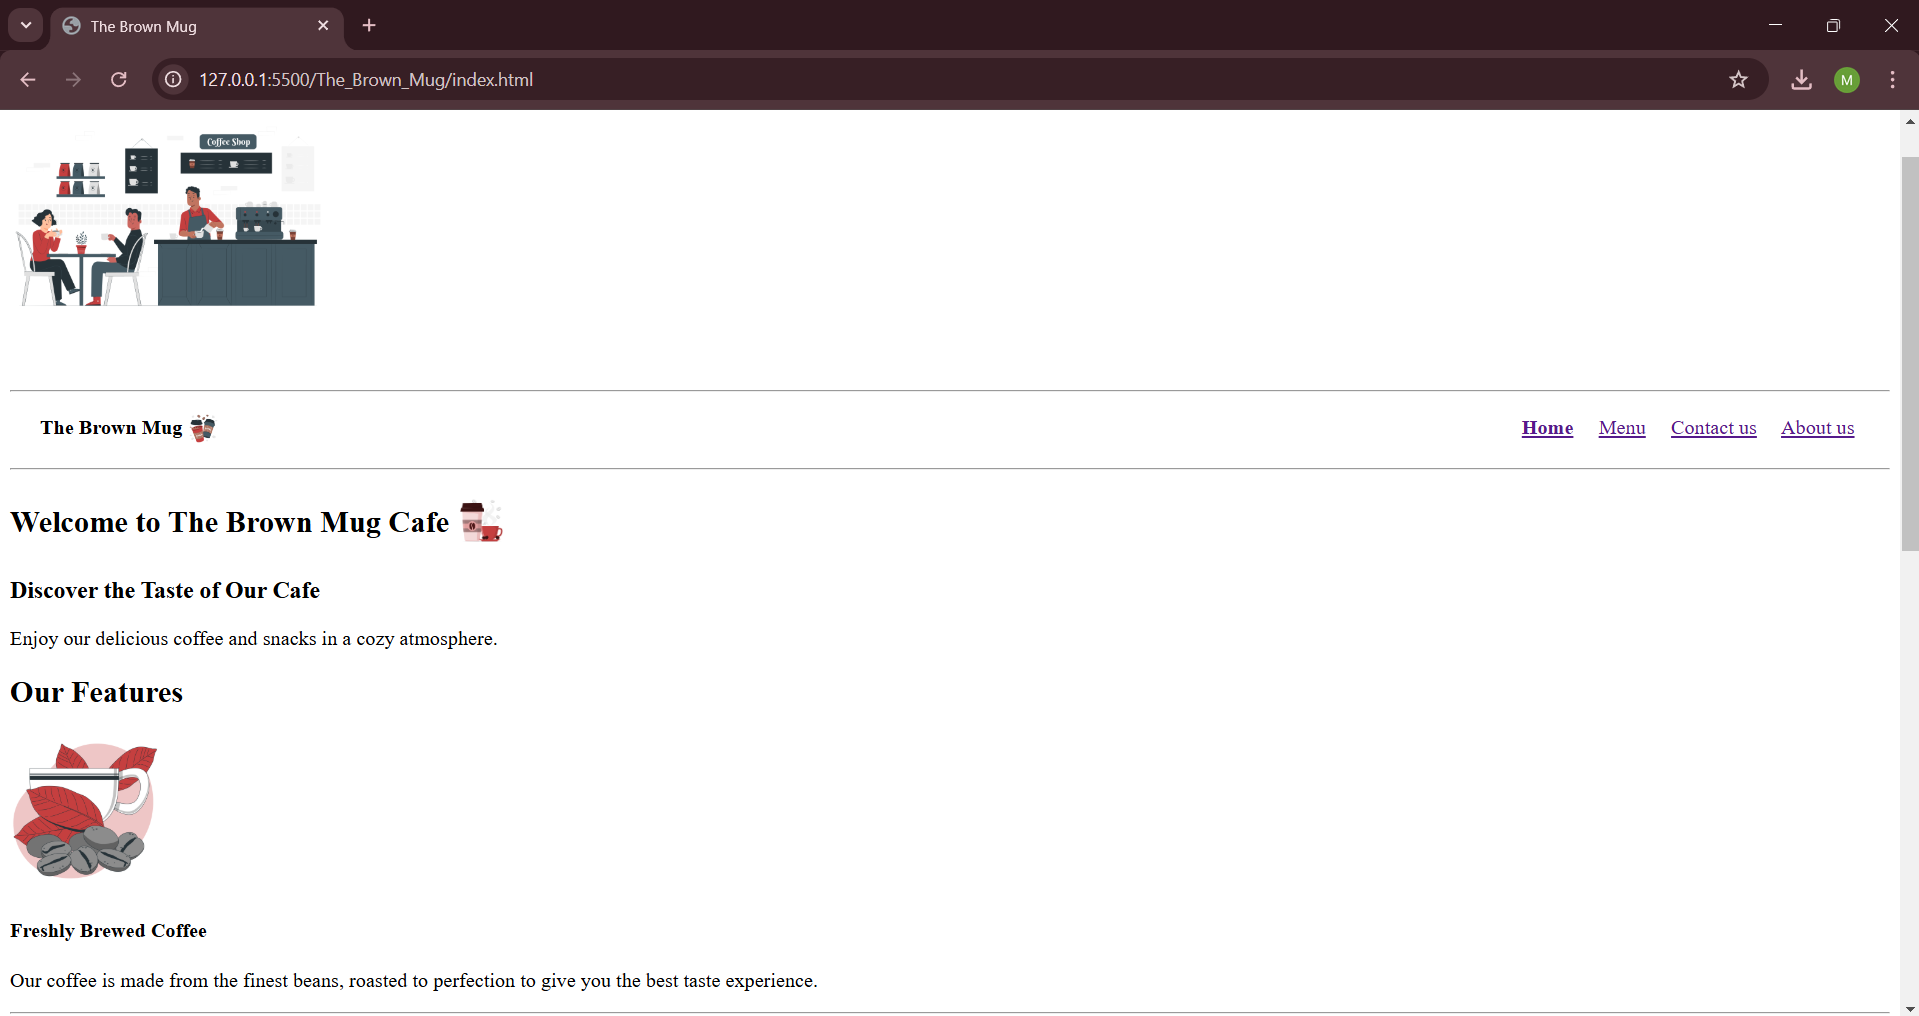 The Brown Mug
127.0.0.1:5500/The_Brown_Mug/index.html
M
Coffee Shop
The Brown Mug
Home Menu Contact us About us
Welcome to The Brown Mug Cafe
Discover the Taste of Our Cafe
Enjoy our delicious coffee and snacks in a cozy atmosphere.
Our Features
Freshly Brewed Coffee
Our coffee is made from the finest beans, roasted to perfection to give you the best taste experience.